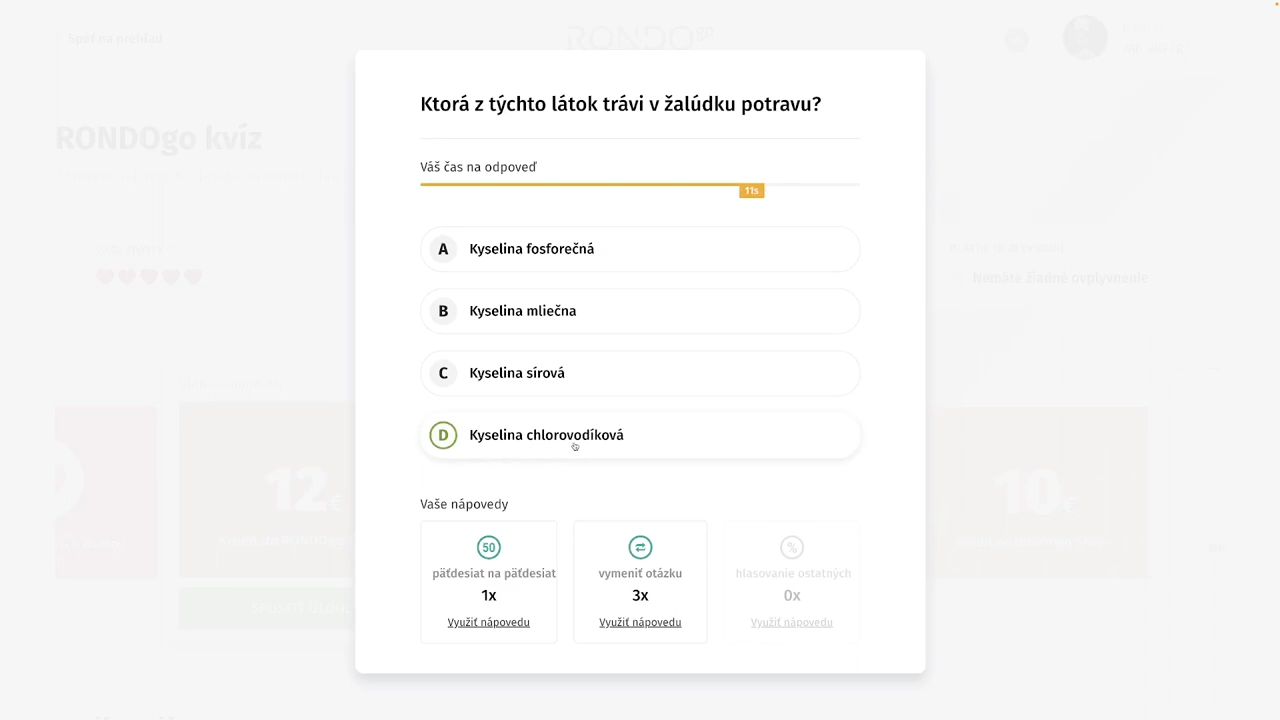 Späť na prehľad
RONDOgo
RONDOgo kvíz
Ktorá z týchto látok trávi v žalúdku potravu?
Váš čas na odpoveď
11s
A Kyselina fosforečná
B Kyselina mliečna
C Kyselina sírová
D Kyselina chlorovodíková
Nemáte žiadné ovplyvnenie
12€
10€
Vaše nápovedy
50
päťdesiat na päťdesiat
1x
Využiť nápovedu
vymeniť otázku
3x
Využiť nápovedu
%
hlasovanie ostatných
0x
Využiť nápovedu